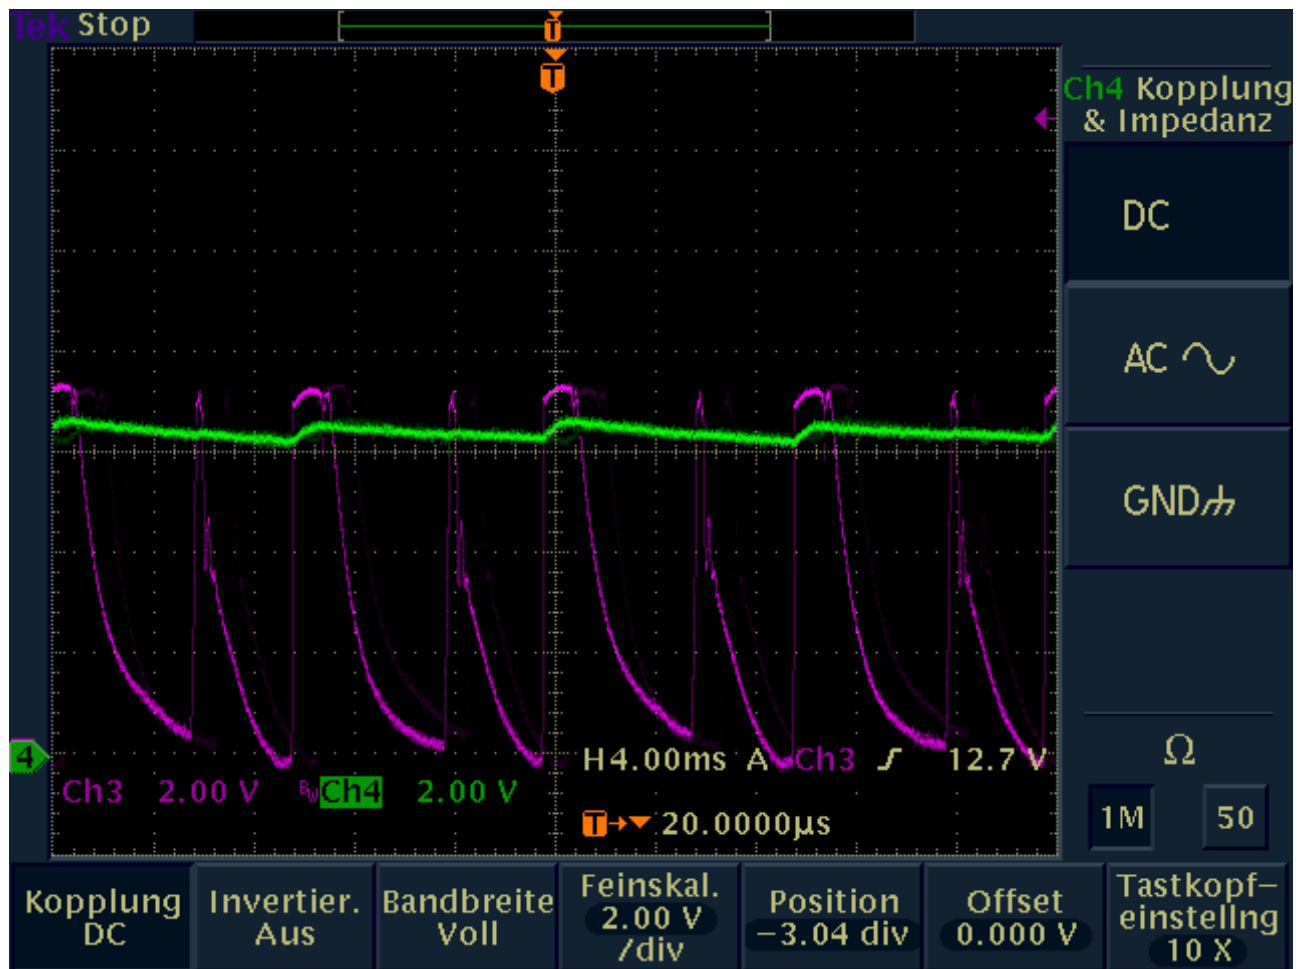 Tek Stop
T
T
Ch4 Kopplung
& Impedanz
DC
AC
GND
4
H 4.00ms A Ch3 12.7 V
Ch3 2.00 V BW Ch4 2.00 V
Ω
T 20.0000µs
1M 50
Kopplung
DC
Invertier.
Aus
Bandbreite
Voll
Feinskal.
2.00 V
/div
Position
−3.04 div
Offset
0.000 V
Tastkopf−
einstellng
10 X